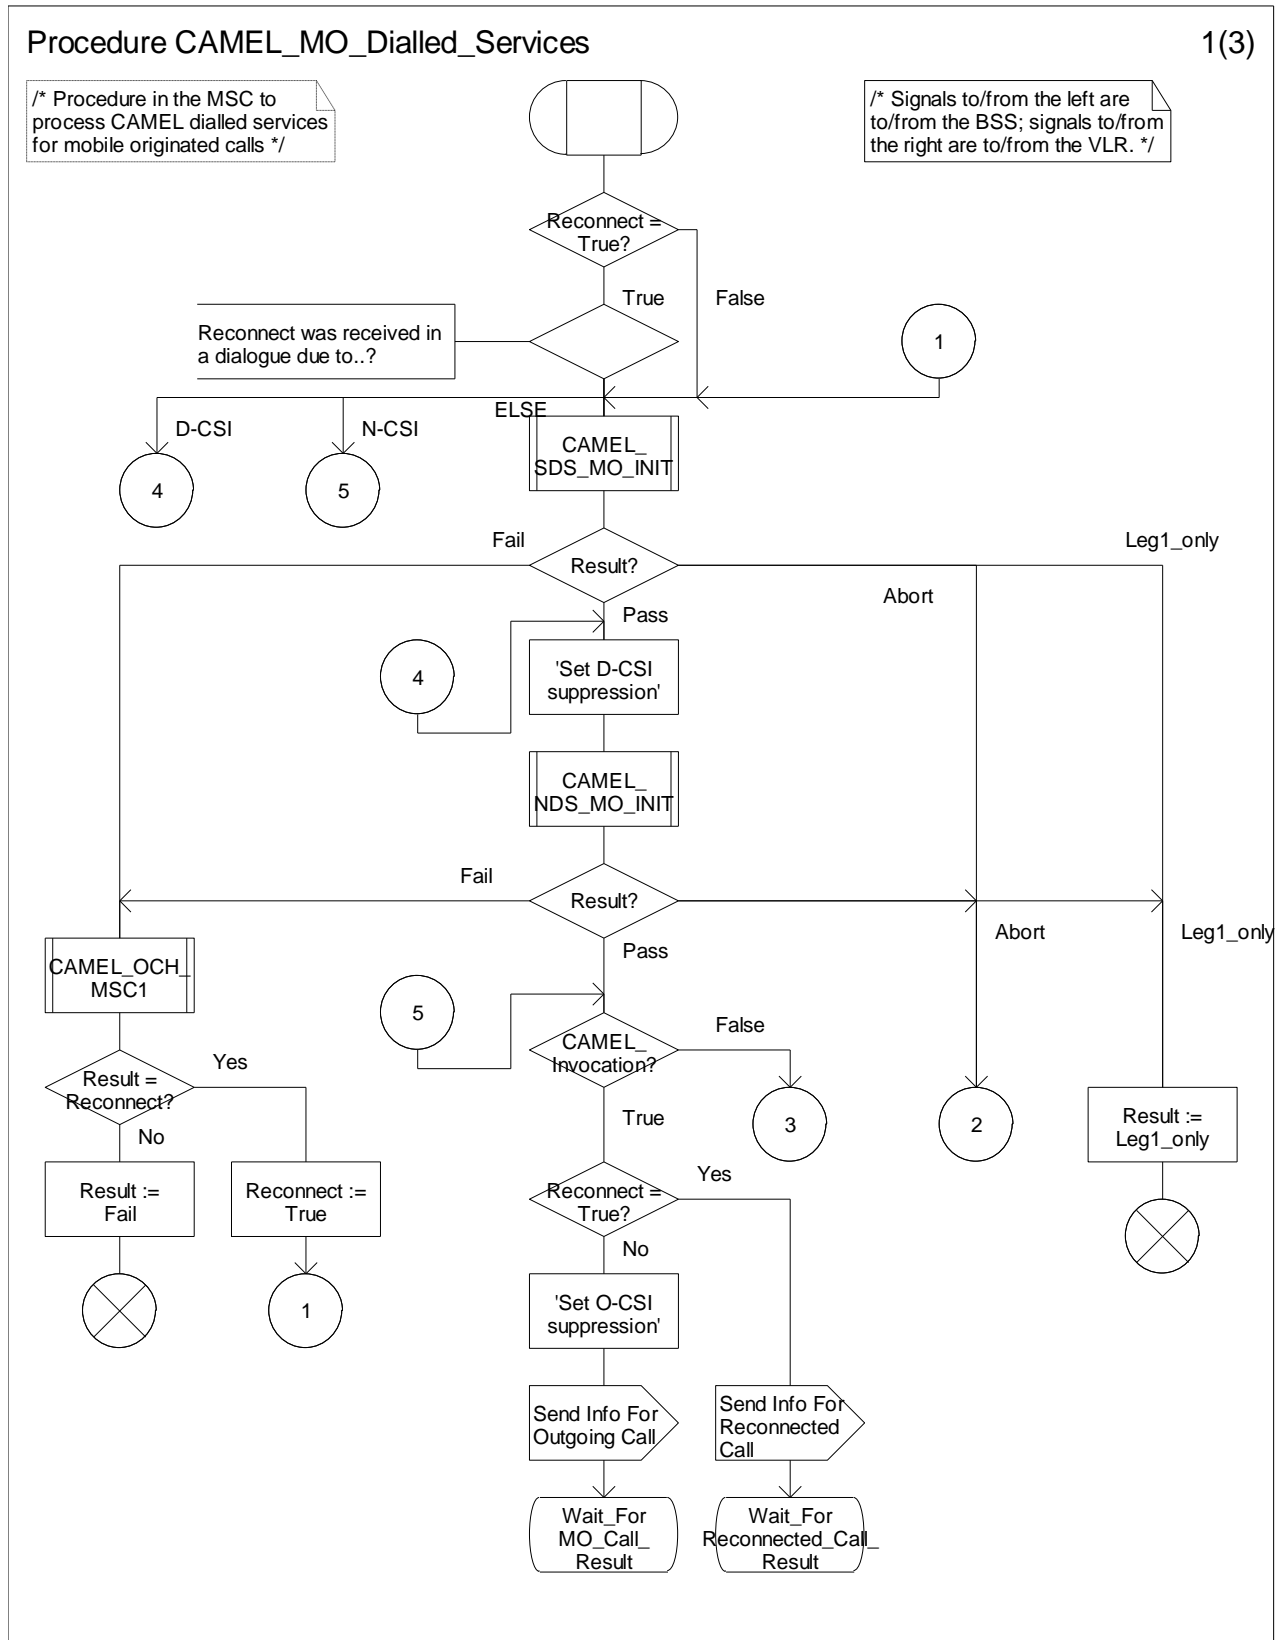 Procedure CAMEL_MO_Dialled_Services
1(3)
/* Procedure in the MSC to
process CAMEL dialled services
for mobile originated calls */
/* Signals to/from the left are
to/from the BSS; signals to/from
the right are to/from the VLR. */
Reconnect =
True?
True
False
Reconnect was received in
a dialogue due to..?
1
ELSE
D-CSI
N-CSI
CAMEL_
SDS_MO_INIT
4
5
Fail
Result?
Leg1_only
Abort
Pass
4
'Set D-CSI
suppression'
CAMEL_
NDS_MO_INIT
Fail
Result?
Abort
Leg1_only
Pass
CAMEL_OCH_
MSC1
5
False
CAMEL_
Invocation?
Yes
Result =
Reconnect?
True
3
2
Result :=
Leg1_only
No
Result :=
Fail
Reconnect :=
True
Yes
Reconnect =
True?
No
1
'Set O-CSI
suppression'
Send Info For
Outgoing Call
Send Info For
Reconnected
Call
Wait_For
MO_Call_
Result
Wait_For
Reconnected_Call_
Result